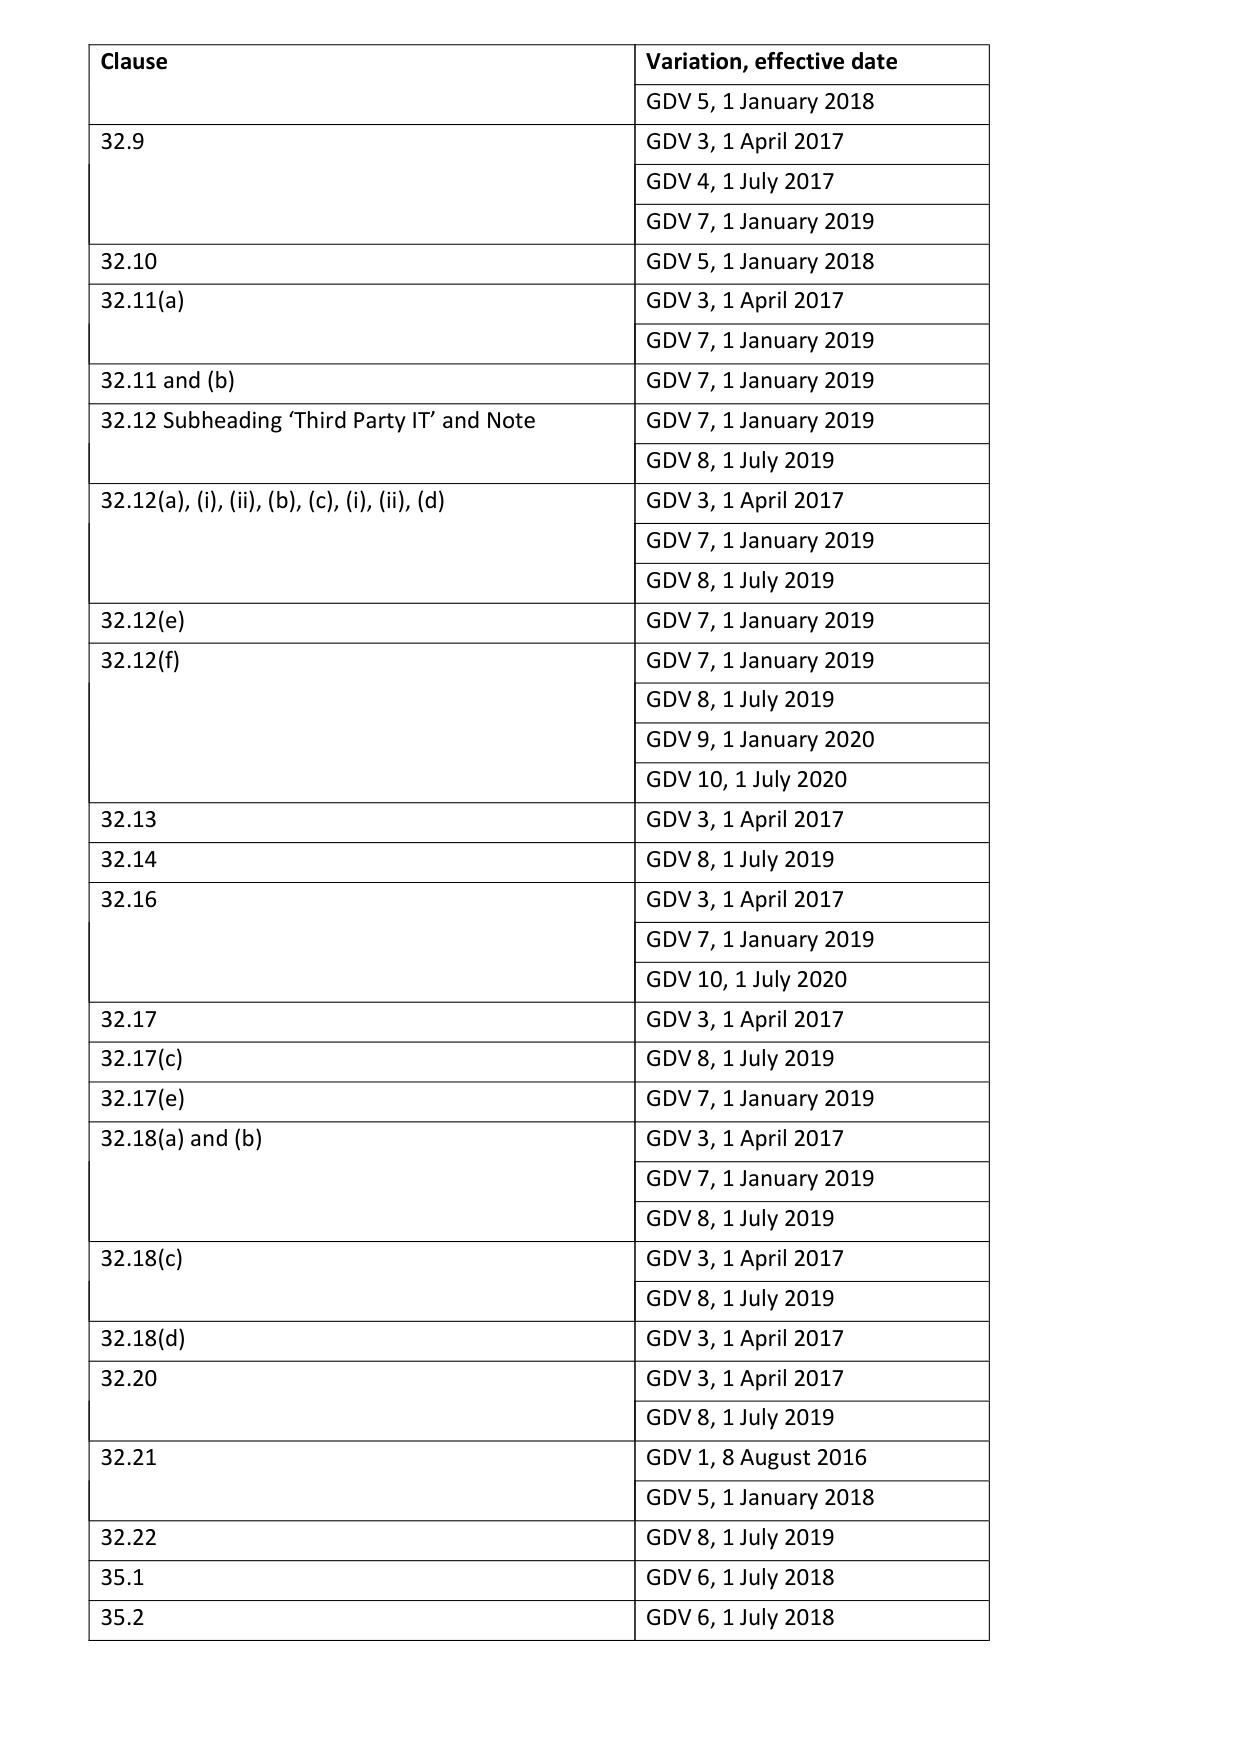 Clause Variation, effective date
GDV 5, 1 January 2018
32.9 GDV 3, 1 April 2017
GDV 4, 1 July 2017
GDV 7, 1 January 2019
32.10 GDV 5, 1 January 2018
32.11(a) GDV 3, 1 April 2017
GDV 7, 1 January 2019
32.11 and (b) GDV 7, 1 January 2019
32.12 Subheading ‘Third Party IT’ and Note GDV 7, 1 January 2019
GDV 8, 1 July 2019
32.12(a), (i), (ii), (b), (c), (i), (ii), (d) GDV 3, 1 April 2017
GDV 7, 1 January 2019
GDV 8, 1 July 2019
32.12(e) GDV 7, 1 January 2019
32.12(f) GDV 7, 1 January 2019
GDV 8, 1 July 2019
GDV 9, 1 January 2020
GDV 10, 1 July 2020
32.13 GDV 3, 1 April 2017
32.14 GDV 8, 1 July 2019
32.16 GDV 3, 1 April 2017
GDV 7, 1 January 2019
GDV 10, 1 July 2020
32.17 GDV 3, 1 April 2017
32.17(c) GDV 8, 1 July 2019
32.17(e) GDV 7, 1 January 2019
32.18(a) and (b) GDV 3, 1 April 2017
GDV 7, 1 January 2019
GDV 8, 1 July 2019
32.18(c) GDV 3, 1 April 2017
GDV 8, 1 July 2019
32.18(d) GDV 3, 1 April 2017
32.20 GDV 3, 1 April 2017
GDV 8, 1 July 2019
32.21 GDV 1, 8 August 2016
GDV 5, 1 January 2018
32.22 GDV 8, 1 July 2019
35.1 GDV 6, 1 July 2018
35.2 GDV 6, 1 July 2018